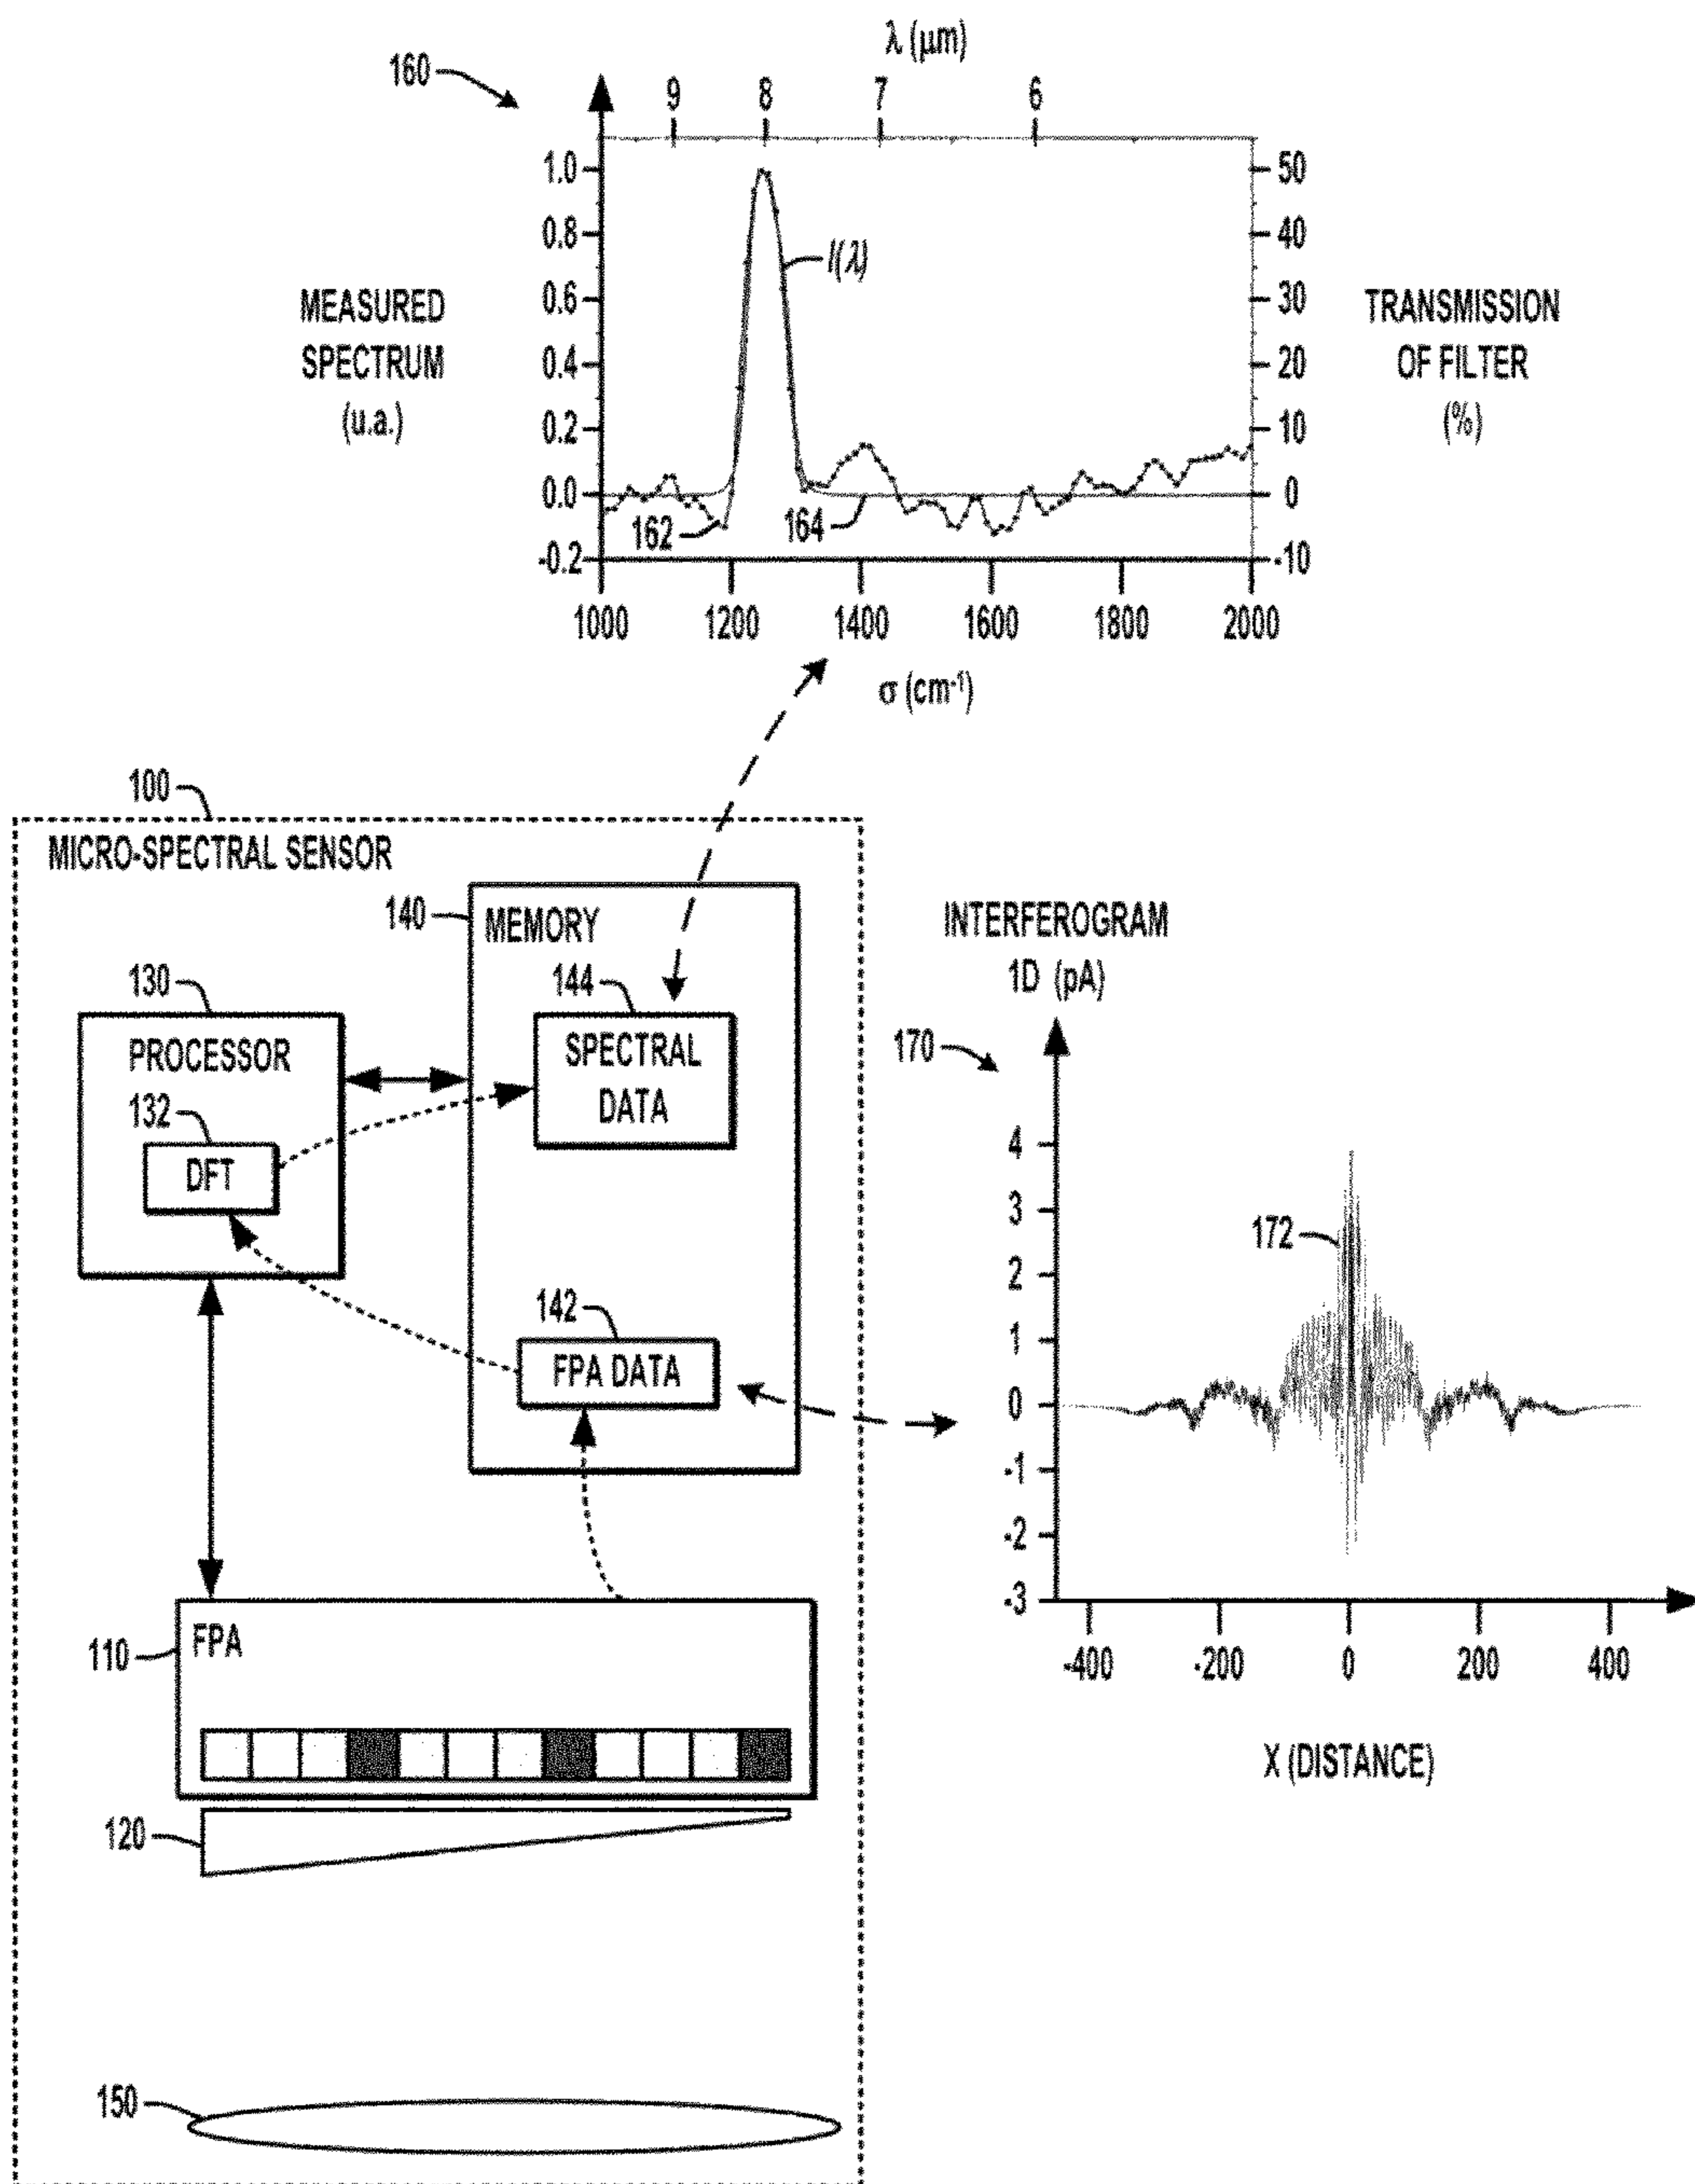 λ (μm)
160
9 8 7 6
1.0
0.8
0.6
0.4
0.2
0.0
-0.2
50
40
30
20
10
0
-10
I(λ)
MEASURED
SPECTRUM
(u.a.)
TRANSMISSION
OF FILTER
(%)
162
164
1000 1200 1400 1600 1800 2000
σ (cm-1)
100
MICRO-SPECTRAL SENSOR
140
MEMORY
130
PROCESSOR
132
DFT
144
SPECTRAL
DATA
142
FPA DATA
INTERFEROGRAM
1D (pA)
170
4
3
2
1
0
-1
-2
-3
172
-400 -200 0 200 400
X (DISTANCE)
110
FPA
120
150